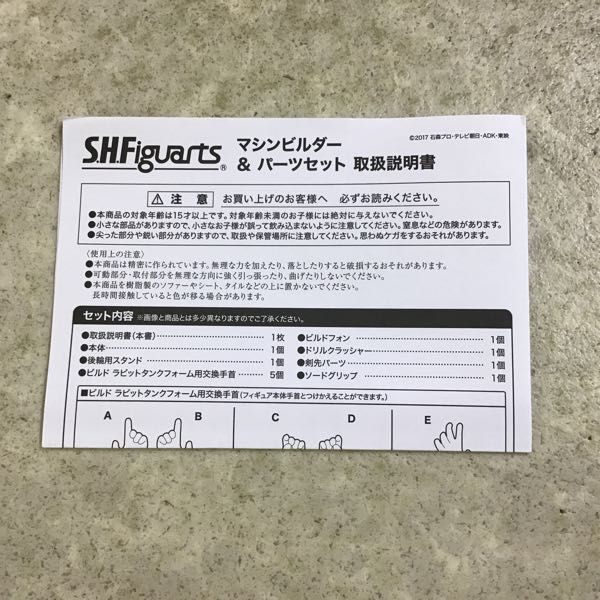 ©2017 石森プロ・テレビ朝日・ADK・東映
S.H.Figuarts® マシンビルダー
& パーツセット 取扱説明書
⚠ 注 意 お買い上げのお客様へ 必ずお読みください。
●本商品の対象年齢は15才以上です。対象年齢未満のお子様には絶対に与えないでください。
●小さな部品がありますので、小さなお子様が誤って飲み込まないように注意してください。窒息などの危険があります。
●尖った部分や鋭い部分がありますので、取扱や保管場所に注意してください。思わぬケガをするおそれがあります。
〈使用上の注意〉
●本商品は精密に作られています。無理な力を加えたり、落としたりすると破損するおそれがあります。
●可動部分・取付部分を無理な方向に強く引っ張ったり、曲げたりしないでください。
●本商品を樹脂製のソファーやシート、タイルなどの上に置かないでください。
長時間接触していると色が移る場合があります。
セット内容 ※画像と商品とは多少異なりますのでご了承ください。
●取扱説明書(本書) 1枚
●本体 1個
●後輪用スタンド 1個
●ビルド ラビットタンクフォーム用交換手首 5個
●ビルドフォン 1個
●ドリルクラッシャー 1個
●剣先パーツ 1個
●ソードグリップ 1個
■ビルド ラビットタンクフォーム用交換手首(フィギュア本体手首とつけかえることができます。)
A B C D E